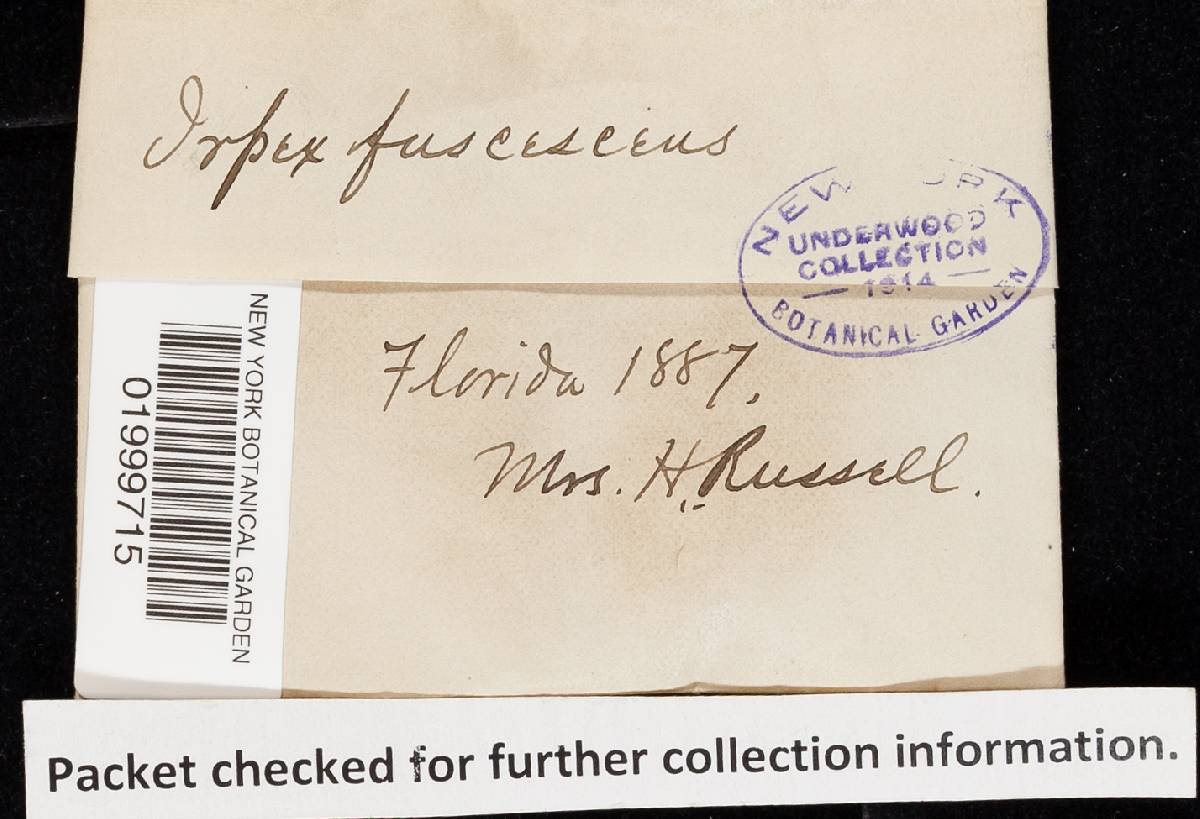 Irpex fuscescens
NEW YORK
UNDERWOOD
COLLECTION
— 1914 —
BOTANICAL GARDEN
Florida 1887.
Mrs. H. Russell.
NEW YORK BOTANICAL GARDEN
01999715
Packet checked for further collection information.